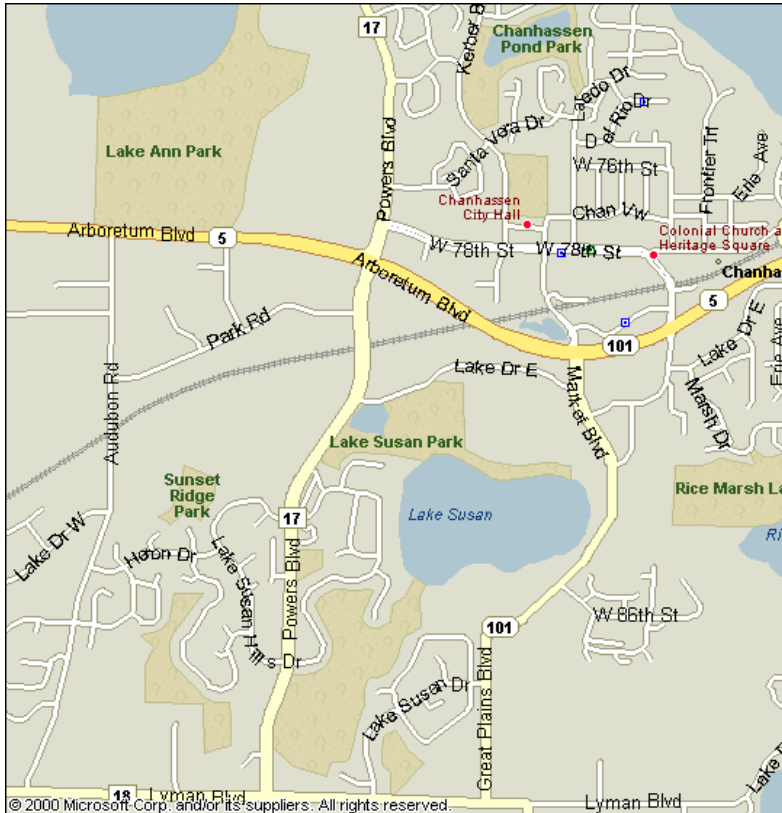 17
Kerber B
Chanhassen
Pond Park
Laredo Dr
Del Rio Dr
Santa Vera Dr
Lake Ann Park
Powers Blvd
W 76th St
Frontier Trl
Erie Ave
Chanhassen
City Hall
Chan Vw
Colonial Church a
Heritage Square
Arboretum Blvd
5
W 78th St
W 78th St
Chanha
Arboretum Blvd
5
Park Rd
101
Lake Dr E
Erie Ave
Lake Dr E
Market Blvd
Marsh Dr
Audubon Rd
Lake Susan Park
Sunset
Ridge
Park
Rice Marsh La
Lake Susan
17
Ri
Lake Dr W
Heron Dr
Lake Susan Hills Dr
Powers Blvd
W 86th St
101
Lake Susan Dr
Great Plains Blvd
18
Lyman Blvd
Lyman Blvd
© 2000 Microsoft Corp. and/or its suppliers. All rights reserved.